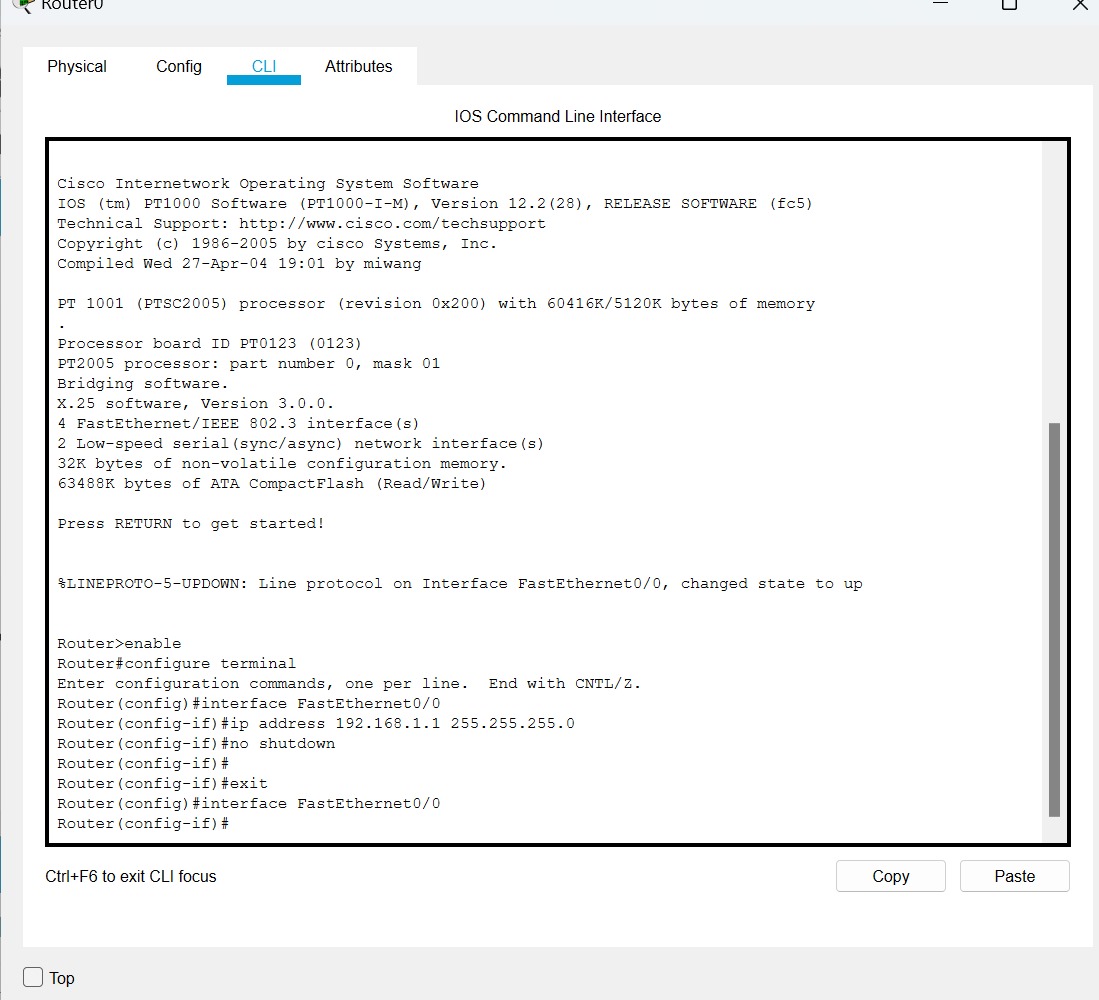 Router0
Physical
Config
CLI
Attributes
IOS Command Line Interface
Cisco Internetwork Operating System Software
IOS (tm) PT1000 Software (PT1000-I-M), Version 12.2(28), RELEASE SOFTWARE (fc5)
Technical Support: http://www.cisco.com/techsupport
Copyright (c) 1986-2005 by cisco Systems, Inc.
Compiled Wed 27-Apr-04 19:01 by miwang
PT 1001 (PTSC2005) processor (revision 0x200) with 60416K/5120K bytes of memory
.
Processor board ID PT0123 (0123)
PT2005 processor: part number 0, mask 01
Bridging software.
X.25 software, Version 3.0.0.
4 FastEthernet/IEEE 802.3 interface(s)
2 Low-speed serial(sync/async) network interface(s)
32K bytes of non-volatile configuration memory.
63488K bytes of ATA CompactFlash (Read/Write)
Press RETURN to get started!
%LINEPROTO-5-UPDOWN: Line protocol on Interface FastEthernet0/0, changed state to up
Router>enable
Router#configure terminal
Enter configuration commands, one per line.  End with CNTL/Z.
Router(config)#interface FastEthernet0/0
Router(config-if)#ip address 192.168.1.1 255.255.255.0
Router(config-if)#no shutdown
Router(config-if)#
Router(config-if)#exit
Router(config)#interface FastEthernet0/0
Router(config-if)#
Ctrl+F6 to exit CLI focus
Copy
Paste
Top